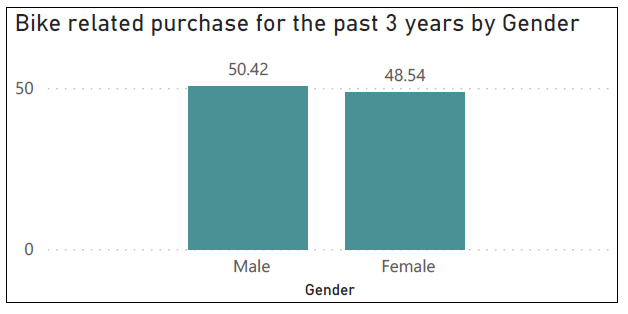 Bike related purchase for the past 3 years by Gender
50.42
48.54
50
0
Male
Female
Gender